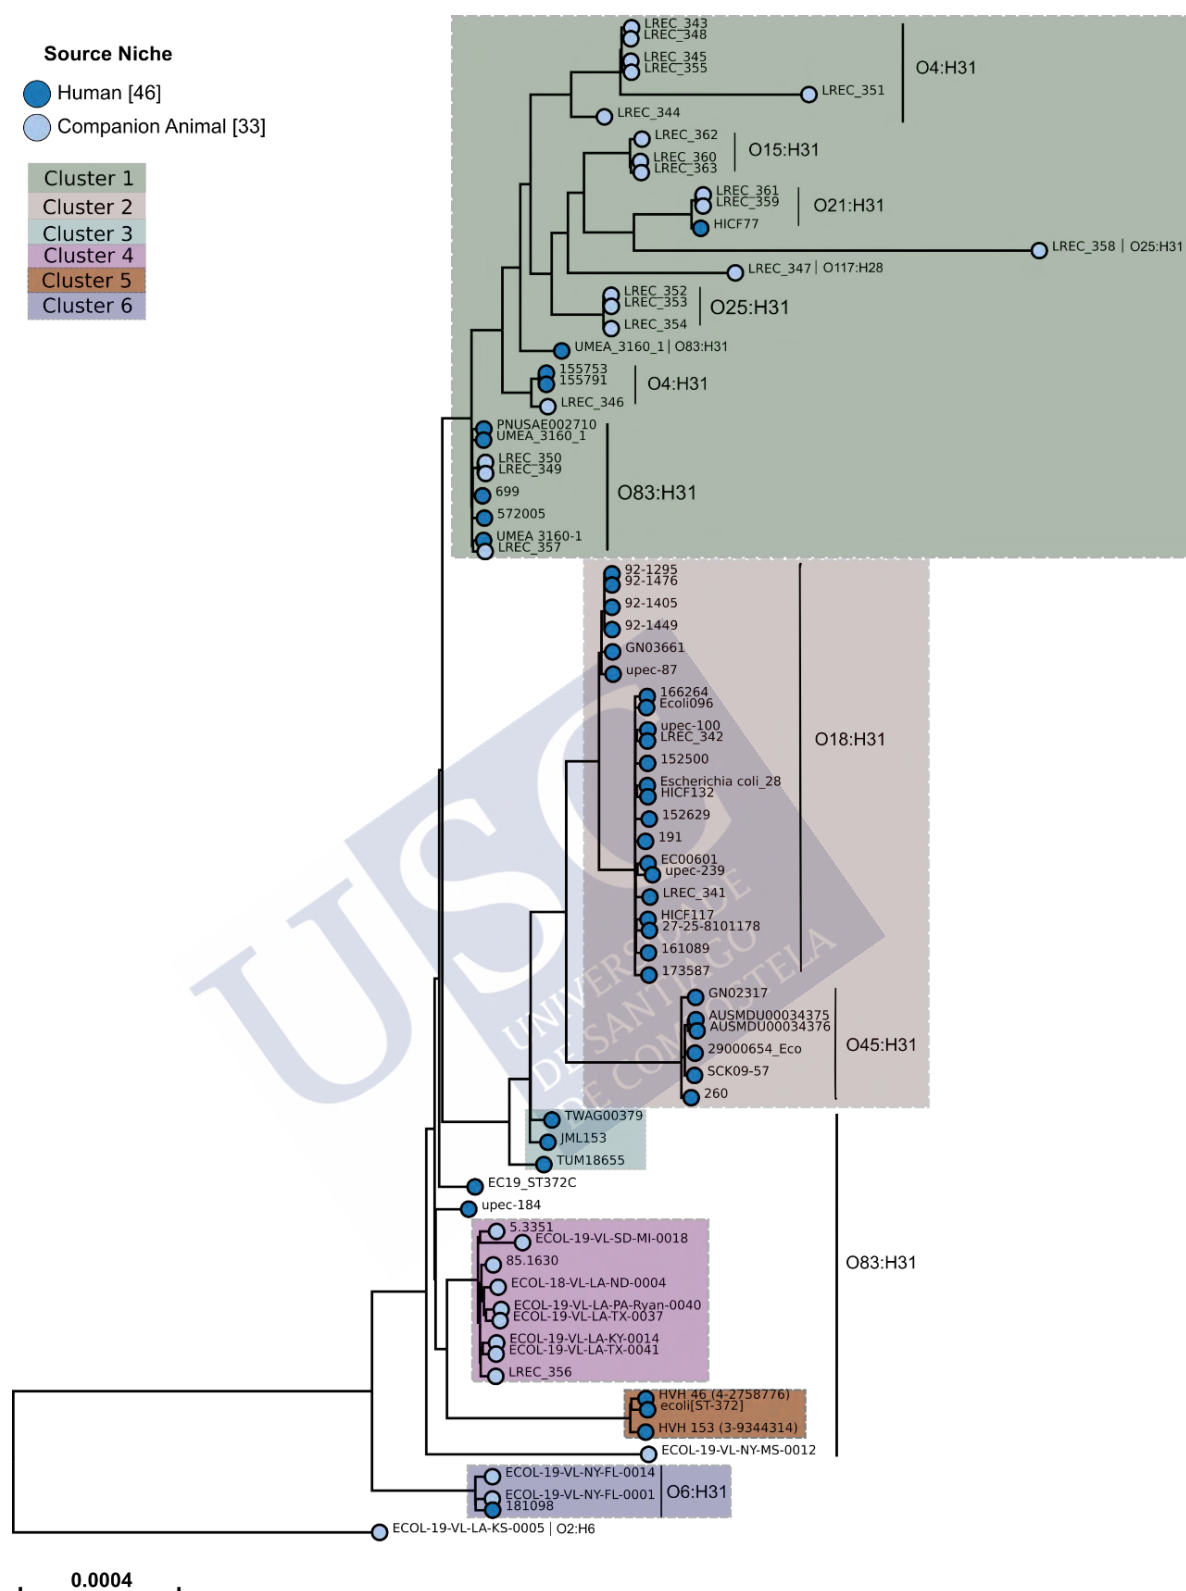 Source Niche
Human [46]
Companion Animal [33]
Cluster 1
Cluster 2
Cluster 3
Cluster 4
Cluster 5
Cluster 6
LREC_343
LREC_348
LREC_345
LREC_355
O4:H31
LREC_351
LREC_344
LREC_362
O15:H31
LREC_360
LREC_363
LREC_361
LREC_359
O21:H31
HICF77
LREC_358 | O25:H31
LREC_347 | O117:H28
LREC_352
LREC_353
O25:H31
LREC_354
UMEA_3160_1 | O83:H31
155753
155791
O4:H31
LREC_346
PNUSAE002710
UMEA_3160_1
LREC_350
LREC_349
699
O83:H31
572005
UMEA 3160-1
LREC_357
92-1295
92-1476
92-1405
92-1449
GN03661
upec-87
166264
Ecoli096
upec-100
LREC_342
O18:H31
152500
Escherichia coli_28
HICF132
152629
191
EC00601
upec-239
LREC_341
HICF117
27-25-8101178
161089
173587
GN02317
AUSMDU00034375
AUSMDU00034376
O45:H31
29000654_Eco
SCK09-57
260
TWAG00379
JML153
TUM18655
EC19_ST372C
upec-184
5.3351
ECOL-19-VL-SD-MI-0018
85.1630
O83:H31
ECOL-18-VL-LA-ND-0004
ECOL-19-VL-LA-PA-Ryan-0040
ECOL-19-VL-LA-TX-0037
ECOL-19-VL-LA-KY-0014
ECOL-19-VL-LA-TX-0041
LREC_356
HVH 46 (4-2758776)
ecoli[ST-372]
HVH 153 (3-9344314)
ECOL-19-VL-NY-MS-0012
ECOL-19-VL-NY-FL-0014
ECOL-19-VL-NY-FL-0001
O6:H31
181098
ECOL-19-VL-LA-KS-0005 | O2:H6
0.0004
USC
UNIVERSIDADE
DE SANTIAGO
DE COMPOSTELA